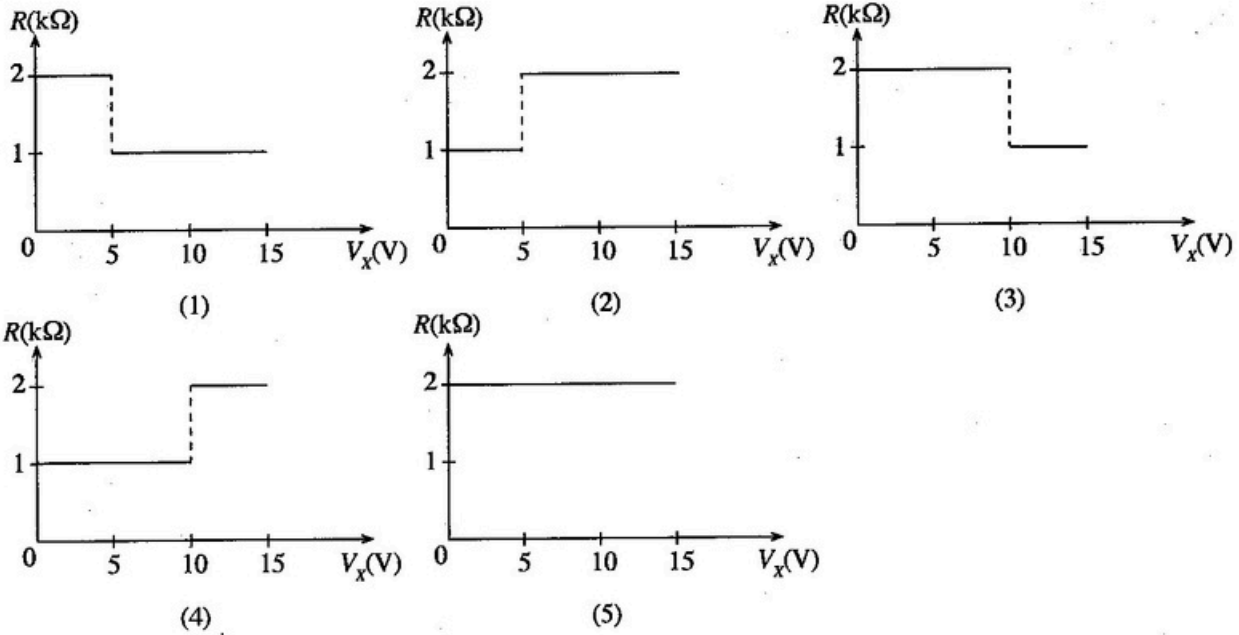 R(kΩ) R(kΩ) R(kΩ)
2 2 2
1 1 1
0 5 10 15 V_X(V) 0 5 10 15 V_X(V) 0 5 10 15 V_X(V)
(1) (2) (3)
R(kΩ) R(kΩ)
2 2
1 1
0 5 10 15 V_X(V) 0 5 10 15 V_X(V)
(4) (5)